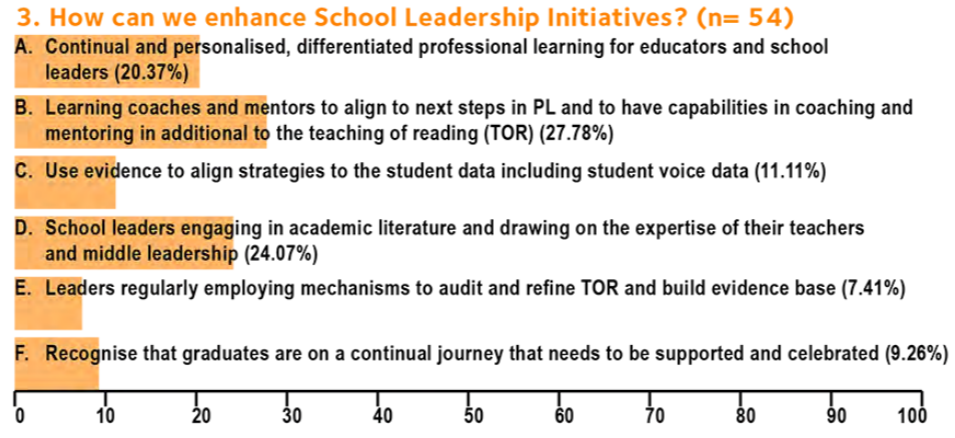 3. How can we enhance School Leadership Initiatives? (n= 54)
A. Continual and personalised, differentiated professional learning for educators and school
leaders (20.37%)
B. Learning coaches and mentors to align to next steps in PL and to have capabilities in coaching and
mentoring in additional to the teaching of reading (TOR) (27.78%)
C. Use evidence to align strategies to the student data including student voice data (11.11%)
D. School leaders engaging in academic literature and drawing on the expertise of their teachers
and middle leadership (24.07%)
E. Leaders regularly employing mechanisms to audit and refine TOR and build evidence base (7.41%)
F. Recognise that graduates are on a continual journey that needs to be supported and celebrated (9.26%)
0 10 20 30 40 50 60 70 80 90 100